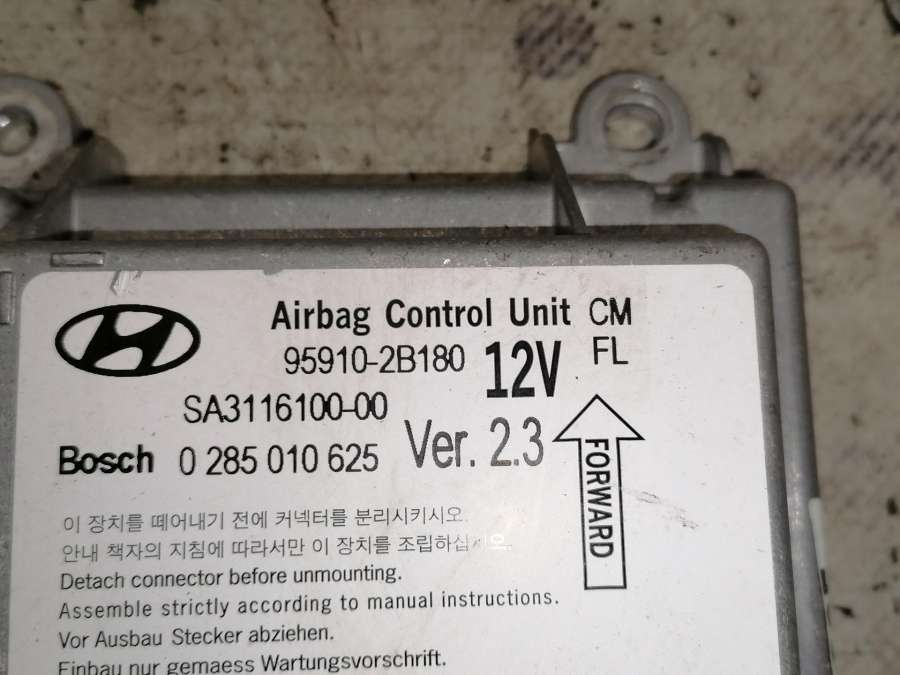 Airbag Control Unit CM
95910-2B180 12V FL
SA3116100-00
Bosch 0 285 010 625 Ver. 2.3
FORWARD
이 장치를 떼어내기 전에 커넥터를 분리시키시오.
안내 책자의 지침에 따라서만 이 장치를 조립하십시오.
Detach connector before unmounting.
Assemble strictly according to manual instructions.
Vor Ausbau Stecker abziehen.
Einbau nur gemaess Wartungsvorschrift.